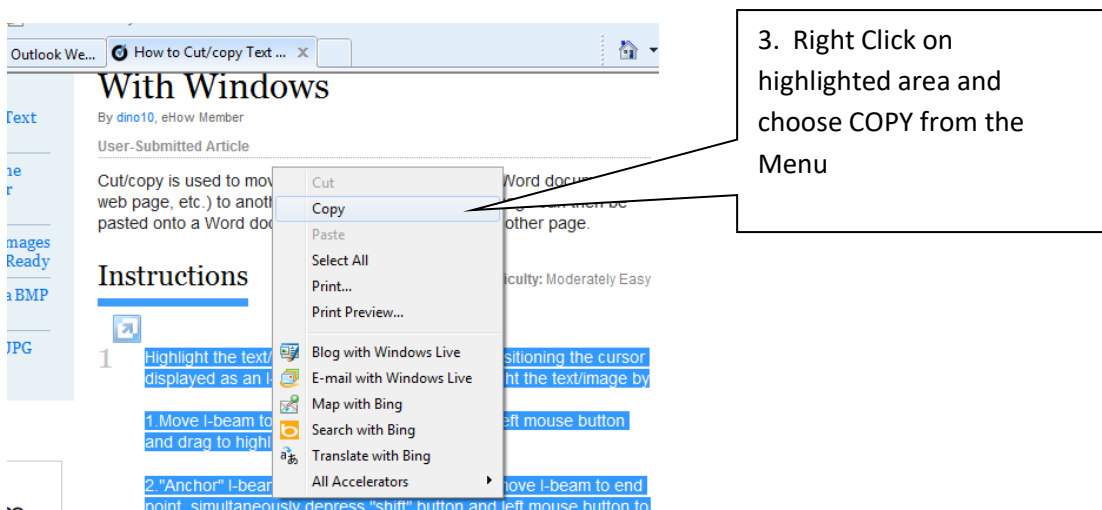 Outlook We...
How to Cut/copy Text ...
With Windows
By dino10, eHow Member
User-Submitted Article
Cut/copy is used to mov Word docu
web page, etc.) to anot then be
pasted onto a Word do other page.
Instructions
iculty: Moderately Easy
1
Highlight the text/ sitioning the cursor
displayed as an I- ht the text/image by
1.Move I-beam to eft mouse button
and drag to highl
2."Anchor" I-bear ove I-beam to end
point, simultaneously depress "shift" button and left mouse button to
Text
ne
r
mages
Ready
a BMP
JPG
Cut
Copy
Paste
Select All
Print...
Print Preview...
Blog with Windows Live
E-mail with Windows Live
Map with Bing
Search with Bing
Translate with Bing
All Accelerators
3. Right Click on
highlighted area and
choose COPY from the
Menu